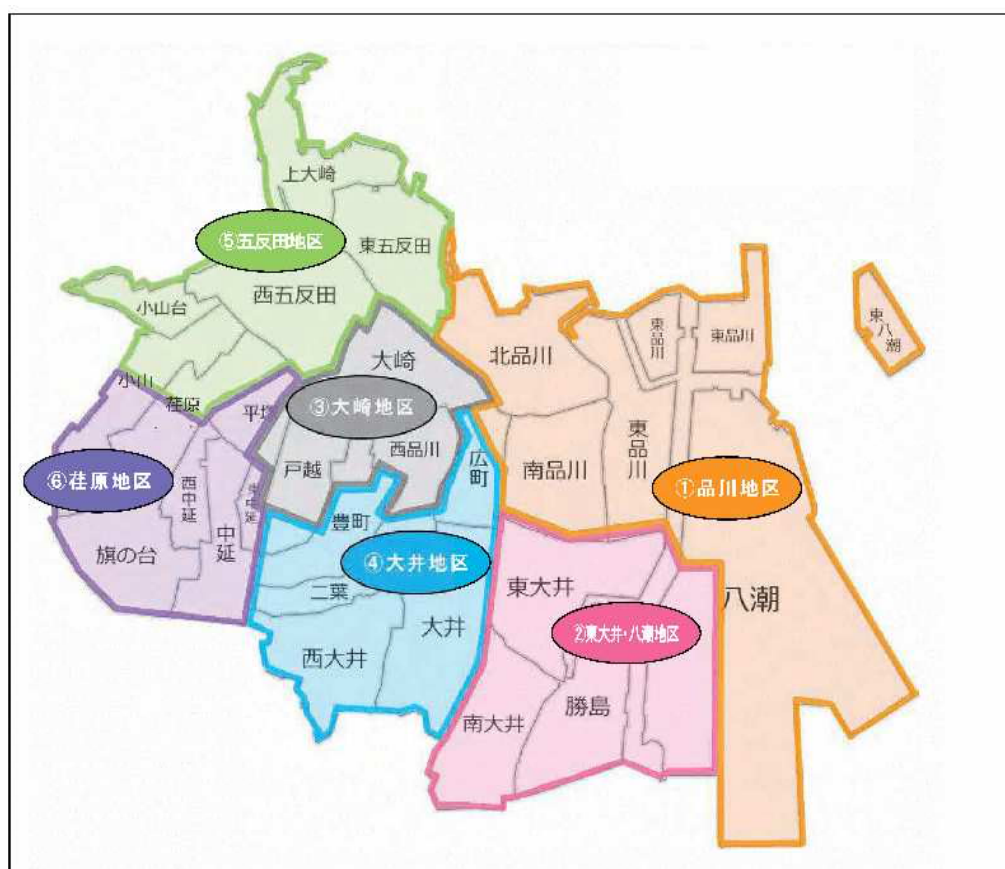 上大崎
⑤五反田地区
東五反田
西五反田
小山台
東八潮
東品川
東品川
北品川
大崎
小山
荏原
平塚
③大崎地区
西品川
戸越
広町
南品川
東品川
①品川地区
⑥荏原地区
西中延
東中延
中延
旗の台
豊町
④大井地区
二葉
大井
西大井
東大井
②東大井・八潮地区
八潮
勝島
南大井